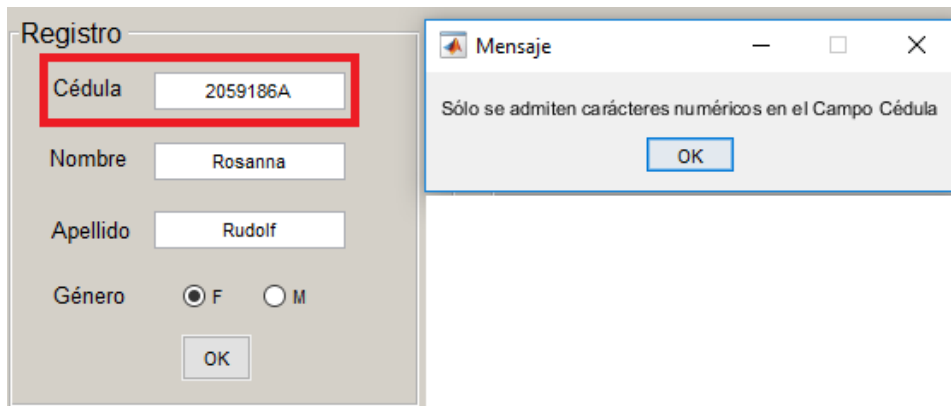 Registro
Cédula 2059186A
Nombre Rosanna
Apellido Rudolf
Género F M
OK
Mensaje
Sólo se admiten carácteres numéricos en el Campo Cédula
OK